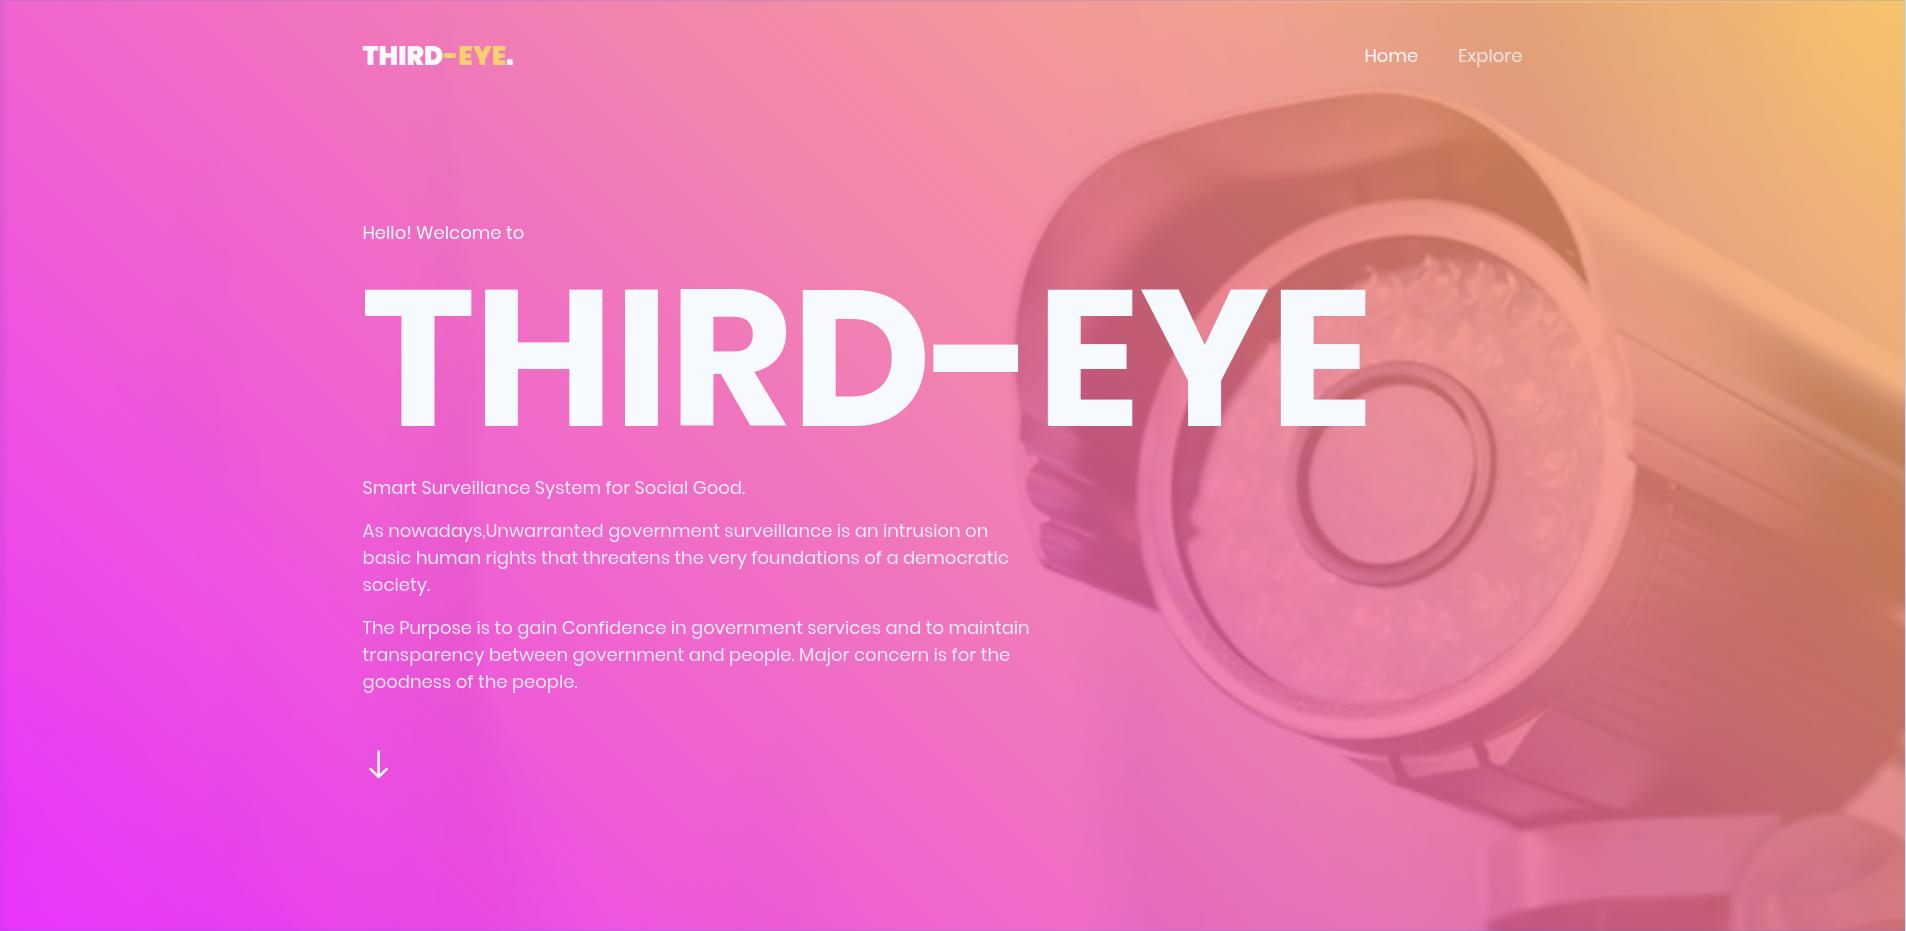 THIRD-EYE.
Home
Explore
Hello! Welcome to
THIRD-EYE
Smart Surveillance System for Social Good.
As nowadays,Unwarranted government surveillance is an intrusion on
basic human rights that threatens the very foundations of a democratic
society.
The Purpose is to gain Confidence in government services and to maintain
transparency between government and people. Major concern is for the
goodness of the people.